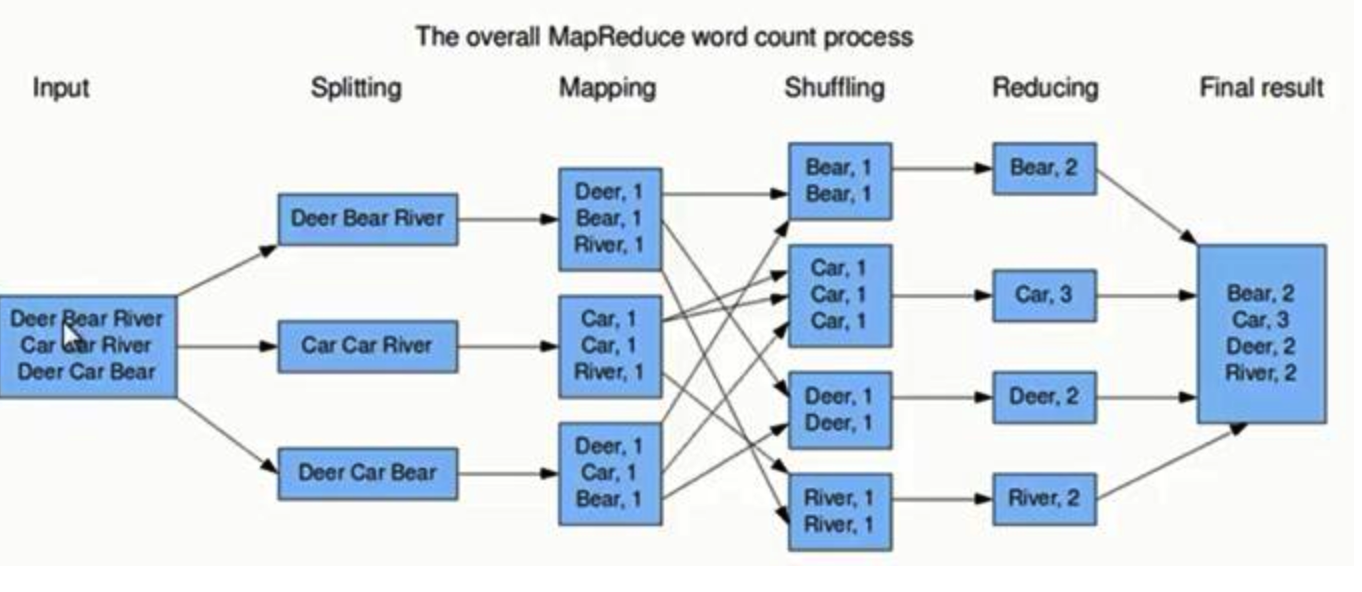 The overall MapReduce word count process
Input
Splitting
Mapping
Shuffling
Reducing
Final result
Deer Bear River
Car Car River
Deer Car Bear
Deer Bear River
Car Car River
Deer Car Bear
Deer, 1
Bear, 1
River, 1
Car, 1
Car, 1
River, 1
Deer, 1
Car, 1
Bear, 1
Bear, 1
Bear, 1
Car, 1
Car, 1
Car, 1
Deer, 1
Deer, 1
River, 1
River, 1
Bear, 2
Car, 3
Deer, 2
River, 2
Bear, 2
Car, 3
Deer, 2
River, 2